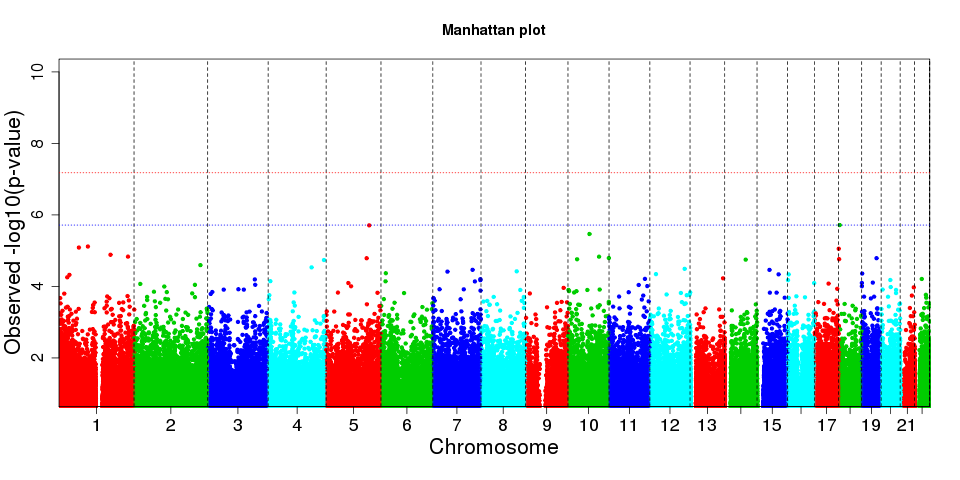 Manhattan plot
Observed -log10(p-value)
10
8
6
4
2
1 2 3 4 5 6 7 8 9 10 11 12 13 15 17 19 21
Chromosome